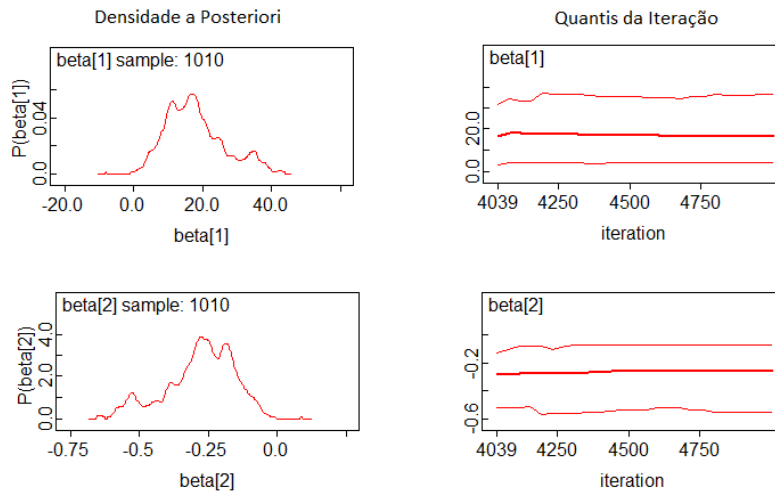 Densidade a Posteriori
Quantis da Iteração
beta[1] sample: 1010
P(beta[1])
0.04
0.0
-20.0 0.0 20.0 40.0
beta[1]
beta[1]
20.0
0.0
4039 4250 4500 4750
iteration
beta[2] sample: 1010
P(beta[2])
4.0
2.0
0.0
-0.75 -0.5 -0.25 0.0
beta[2]
beta[2]
-0.2
-0.6
4039 4250 4500 4750
iteration